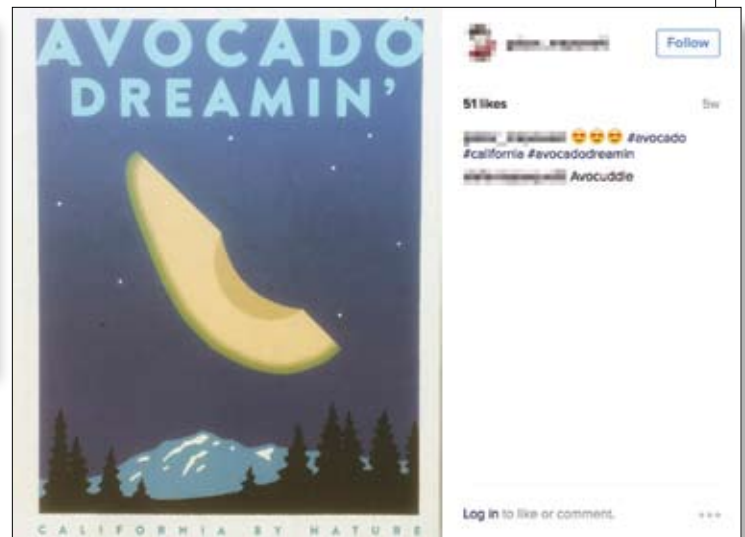 AVOCADO
DREAMIN’
CALIFORNIA BY NATURE
Follow
51 likes
5w
😍😍😍 #avocado
#california #avocadodreamin
Avocuddle
Log in to like or comment.